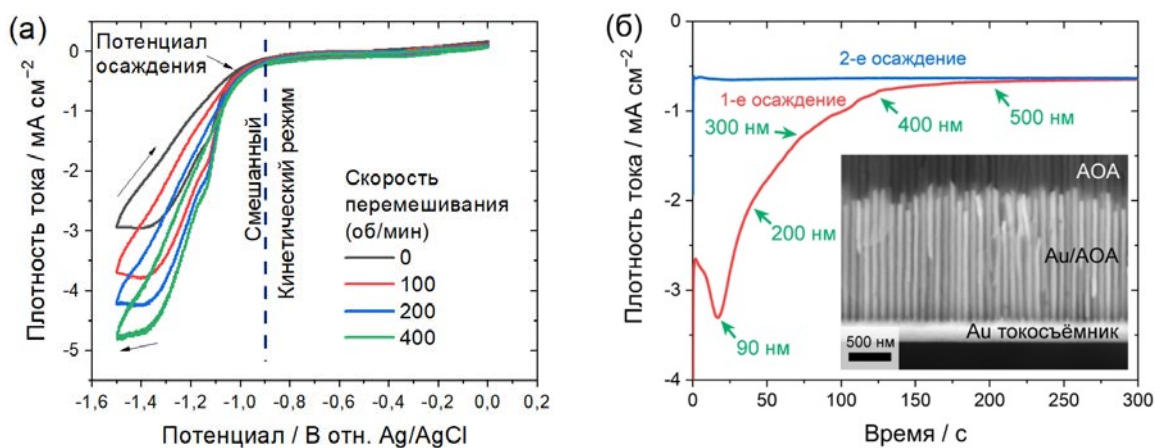 (а)
Плотность тока / мА см⁻²
0
-1
-2
-3
-4
-5
Потенциал
осаждения
Смешанный
Кинетический режим
Скорость
перемешивания
(об/мин)
0
100
200
400
-1,6 -1,4 -1,2 -1,0 -0,8 -0,6 -0,4 -0,2 0,0 0,2
Потенциал / В отн. Ag/AgCl
(б)
Плотность тока / мА см⁻²
0
-1
-2
-3
-4
2-е осаждение
1-е осаждение
300 нм
400 нм
500 нм
200 нм
90 нм
АОА
Au/АОА
Au токосъёмник
500 нм
0 50 100 150 200 250 300
Время / с